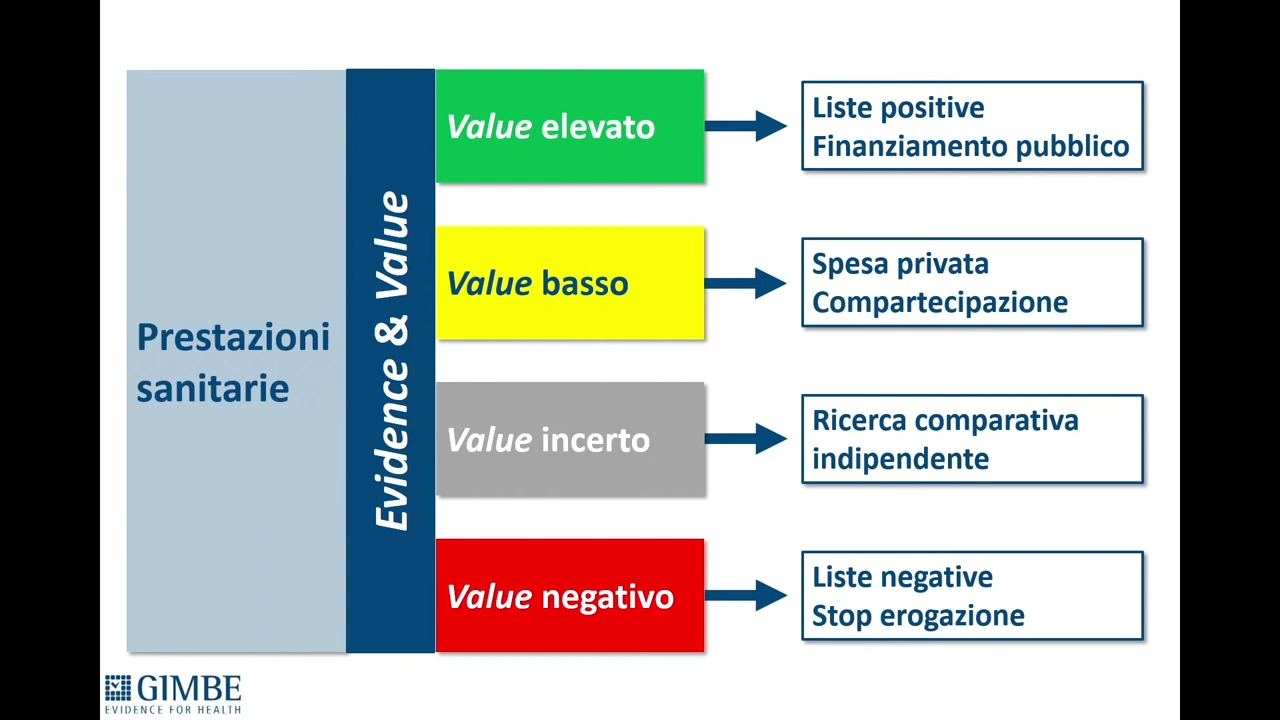 Prestazioni
sanitarie
Evidence & Value
Value elevato
Liste positive
Finanziamento pubblico
Value basso
Spesa privata
Compartecipazione
Value incerto
Ricerca comparativa
indipendente
Value negativo
Liste negative
Stop erogazione
GIMBE
EVIDENCE FOR HEALTH